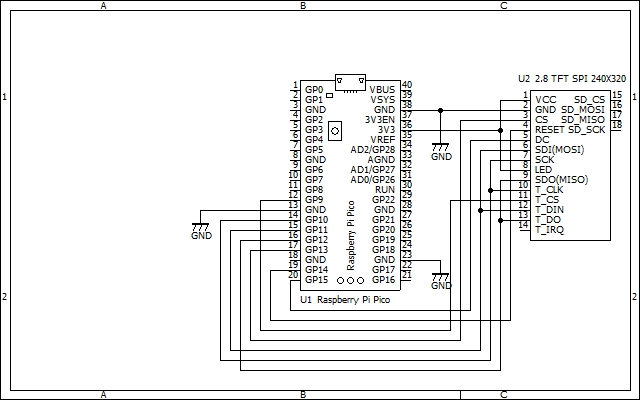 A B C
U2 2.8 TFT SPI 240X320
1 GP0 VBUS 40
2 GP1 VSYS 39
3 GND GND 38
4 GP2 3V3EN 37
5 GP3 3V3 36
6 GP4 VREF 35
7 GP5 AD2/GP28 34
8 GND AGND 33
9 GP6 AD1/GP27 32
10 GP7 AD0/GP26 31
11 GP8 RUN 30
12 GP9 GP22 29
13 GND GND 28
14 GP10 GP21 27
15 GP11 GP20 26
16 GP12 GP19 25
17 GP13 GP18 24
18 GND GND 23
19 GP14 GP17 22
20 GP15 GP16 21
Raspberry Pi Pico
U1 Raspberry Pi Pico
GND
GND
GND
1 VCC SD_CS 15
2 GND SD_MOSI 16
3 CS SD_MISO 17
4 RESET SD_SCK 18
5 DC
6 SDI(MOSI)
7 SCK
8 LED
9 SDO(MISO)
10 T_CLK
11 T_CS
12 T_DIN
13 T_DO
14 T_IRQ
1 1
2 2
A B C